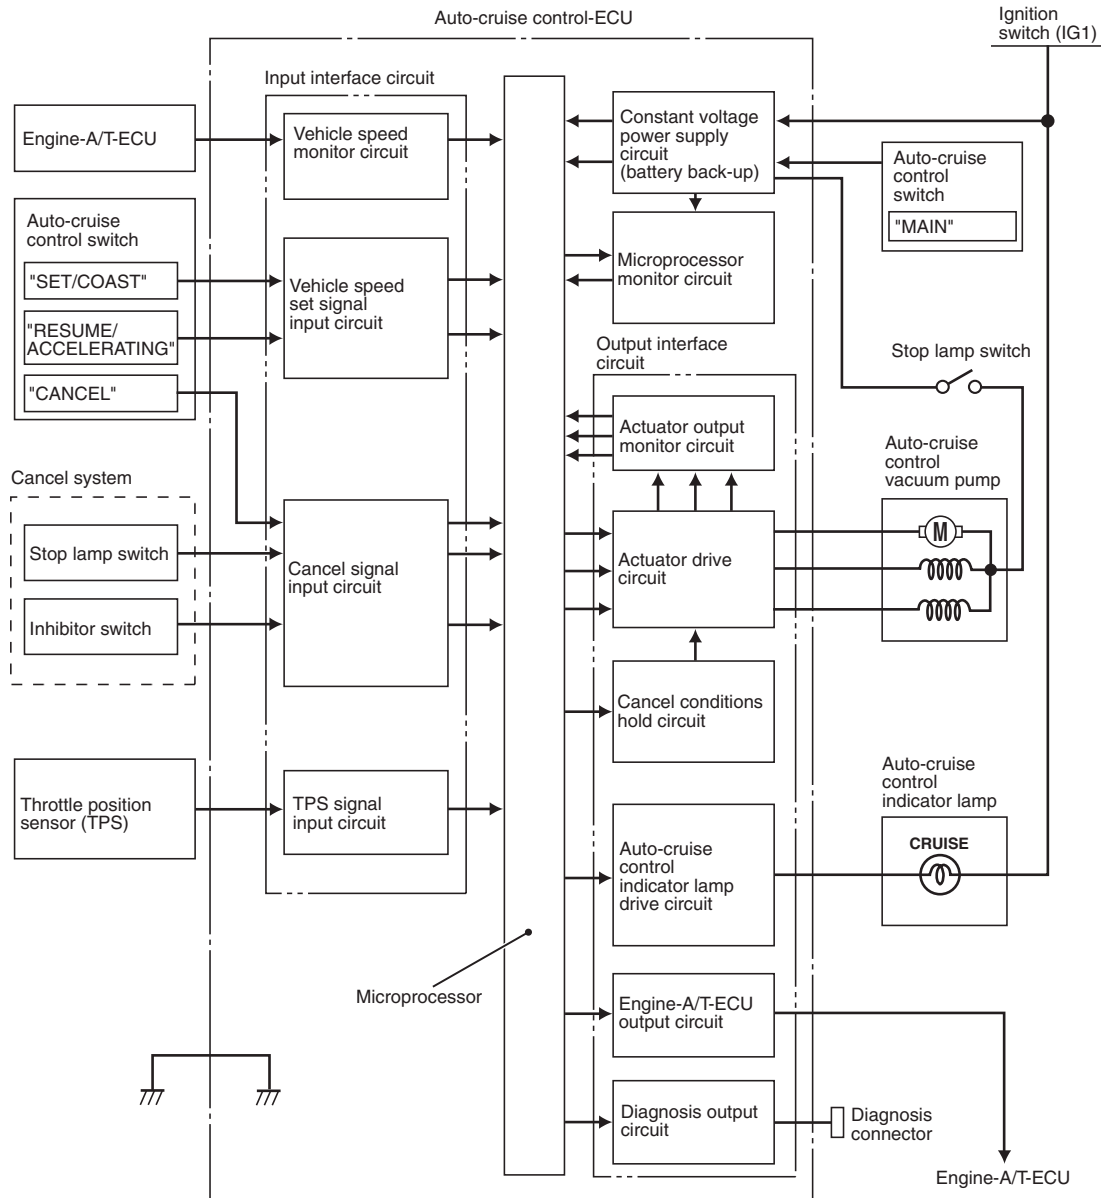 Auto-cruise control-ECU
Ignition
switch (IG1)
Input interface circuit
Engine-A/T-ECU
Vehicle speed
monitor circuit
Constant voltage
power supply
circuit
(battery back-up)
Auto-cruise
control
switch
"MAIN"
Auto-cruise
control switch
"SET/COAST"
"RESUME/
ACCELERATING"
"CANCEL"
Vehicle speed
set signal
input circuit
Microprocessor
monitor circuit
Output interface
circuit
Stop lamp switch
Actuator output
monitor circuit
Auto-cruise
control
vacuum pump
M
Cancel system
Stop lamp switch
Inhibitor switch
Cancel signal
input circuit
Actuator drive
circuit
Cancel conditions
hold circuit
Throttle position
sensor (TPS)
TPS signal
input circuit
Auto-cruise
control
indicator lamp
CRUISE
Auto-cruise
control
indicator lamp
drive circuit
Microprocessor
Engine-A/T-ECU
output circuit
Diagnosis output
circuit
Diagnosis
connector
Engine-A/T-ECU